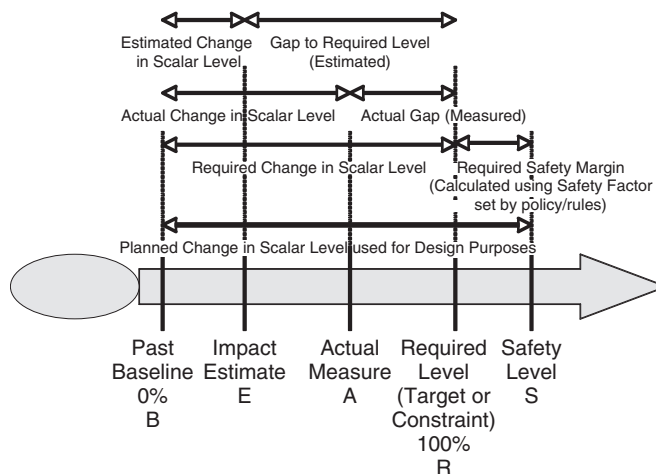 Estimated Change
in Scalar Level
Gap to Required Level
(Estimated)
Actual Change in Scalar Level
Actual Gap (Measured)
Required Change in Scalar Level
Required Safety Margin
(Calculated using Safety Factor
set by policy/rules)
Planned Change in Scalar Level used for Design Purposes
Past
Baseline
0%
B
Impact
Estimate
E
Actual
Measure
A
Required
Level
(Target or
Constraint)
100%
R
Safety
Level
S